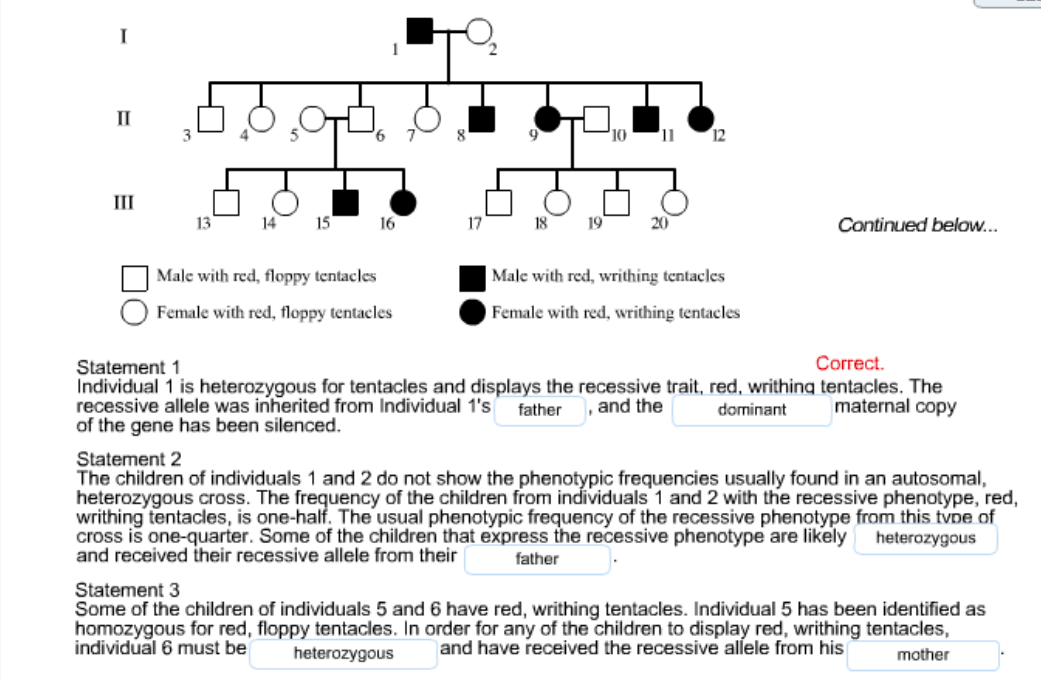 I
1
2
II
3
4
5
6
7
8
9
10
11
12
III
13
14
15
16
17
18
19
20
Continued below...
Male with red, floppy tentacles
Male with red, writhing tentacles
Female with red, floppy tentacles
Female with red, writhing tentacles
Statement 1
Correct.
Individual 1 is heterozygous for tentacles and displays the recessive trait, red, writhing tentacles. The
recessive allele was inherited from Individual 1's father , and the dominant maternal copy
of the gene has been silenced.
Statement 2
The children of individuals 1 and 2 do not show the phenotypic frequencies usually found in an autosomal,
heterozygous cross. The frequency of the children from individuals 1 and 2 with the recessive phenotype, red,
writhing tentacles, is one-half. The usual phenotypic frequency of the recessive phenotype from this type of
cross is one-quarter. Some of the children that express the recessive phenotype are likely heterozygous
and received their recessive allele from their father .
Statement 3
Some of the children of individuals 5 and 6 have red, writhing tentacles. Individual 5 has been identified as
homozygous for red, floppy tentacles. In order for any of the children to display red, writhing tentacles,
individual 6 must be heterozygous and have received the recessive allele from his mother .